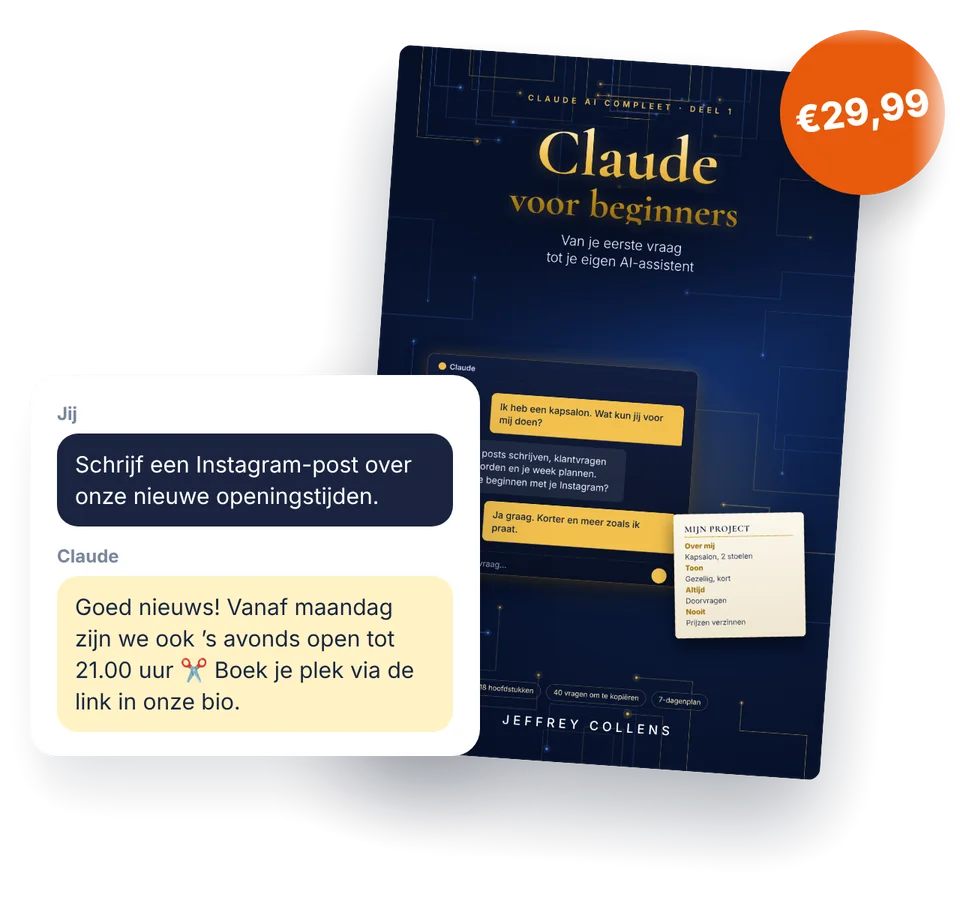 €29,99
CLAUDE AI COMPLEET · DEEL 1
Claude
voor beginners
Van je eerste vraag
tot je eigen AI-assistent
Claude
Ik heb een kapsalon. Wat kun jij voor
mij doen?
posts schrijven, klantvragen
en je week plannen.
beginnen met je Instagram?
Ja graag. Korter en meer zoals ik
praat.
MIJN PROJECT
Over mij
Kapsalon, 2 stoelen
Toon
Gezellig, kort
Altijd
Doorvragen
Nooit
Prijzen verzinnen
18 hoofdstukken
40 vragen om te kopiëren
7-dagenplan
JEFFREY COLLENS
Jij
Schrijf een Instagram-post over
onze nieuwe openingstijden.
Claude
Goed nieuws! Vanaf maandag
zijn we ook ’s avonds open tot
21.00 uur ✂️ Boek je plek via de
link in onze bio.